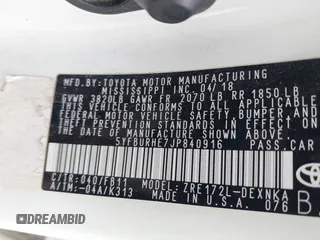 MFD. BY: TOYOTA MOTOR MANUFACTURING
MISSISSIPPI INC. 04/18
GVWR 3820LB GAWR FR 2070 LB RR 1850 LB
THIS VEHICLE CONFORMS TO ALL APPLICABLE
FEDERAL MOTOR VEHICLE SAFETY, BUMPER, AND
THEFT PREVENTION STANDARDS IN EFFECT ON THE
DATE OF MANUFACTURE SHOWN ABOVE.
5YFBURHE7JP840916 PASS. CAR
C/TR:040/FB11 MODEL: ZRE172L-DEXNKA
A/TM:-04A/K313 MADE IN U.S.A. 076
B
DRIVE AND BID